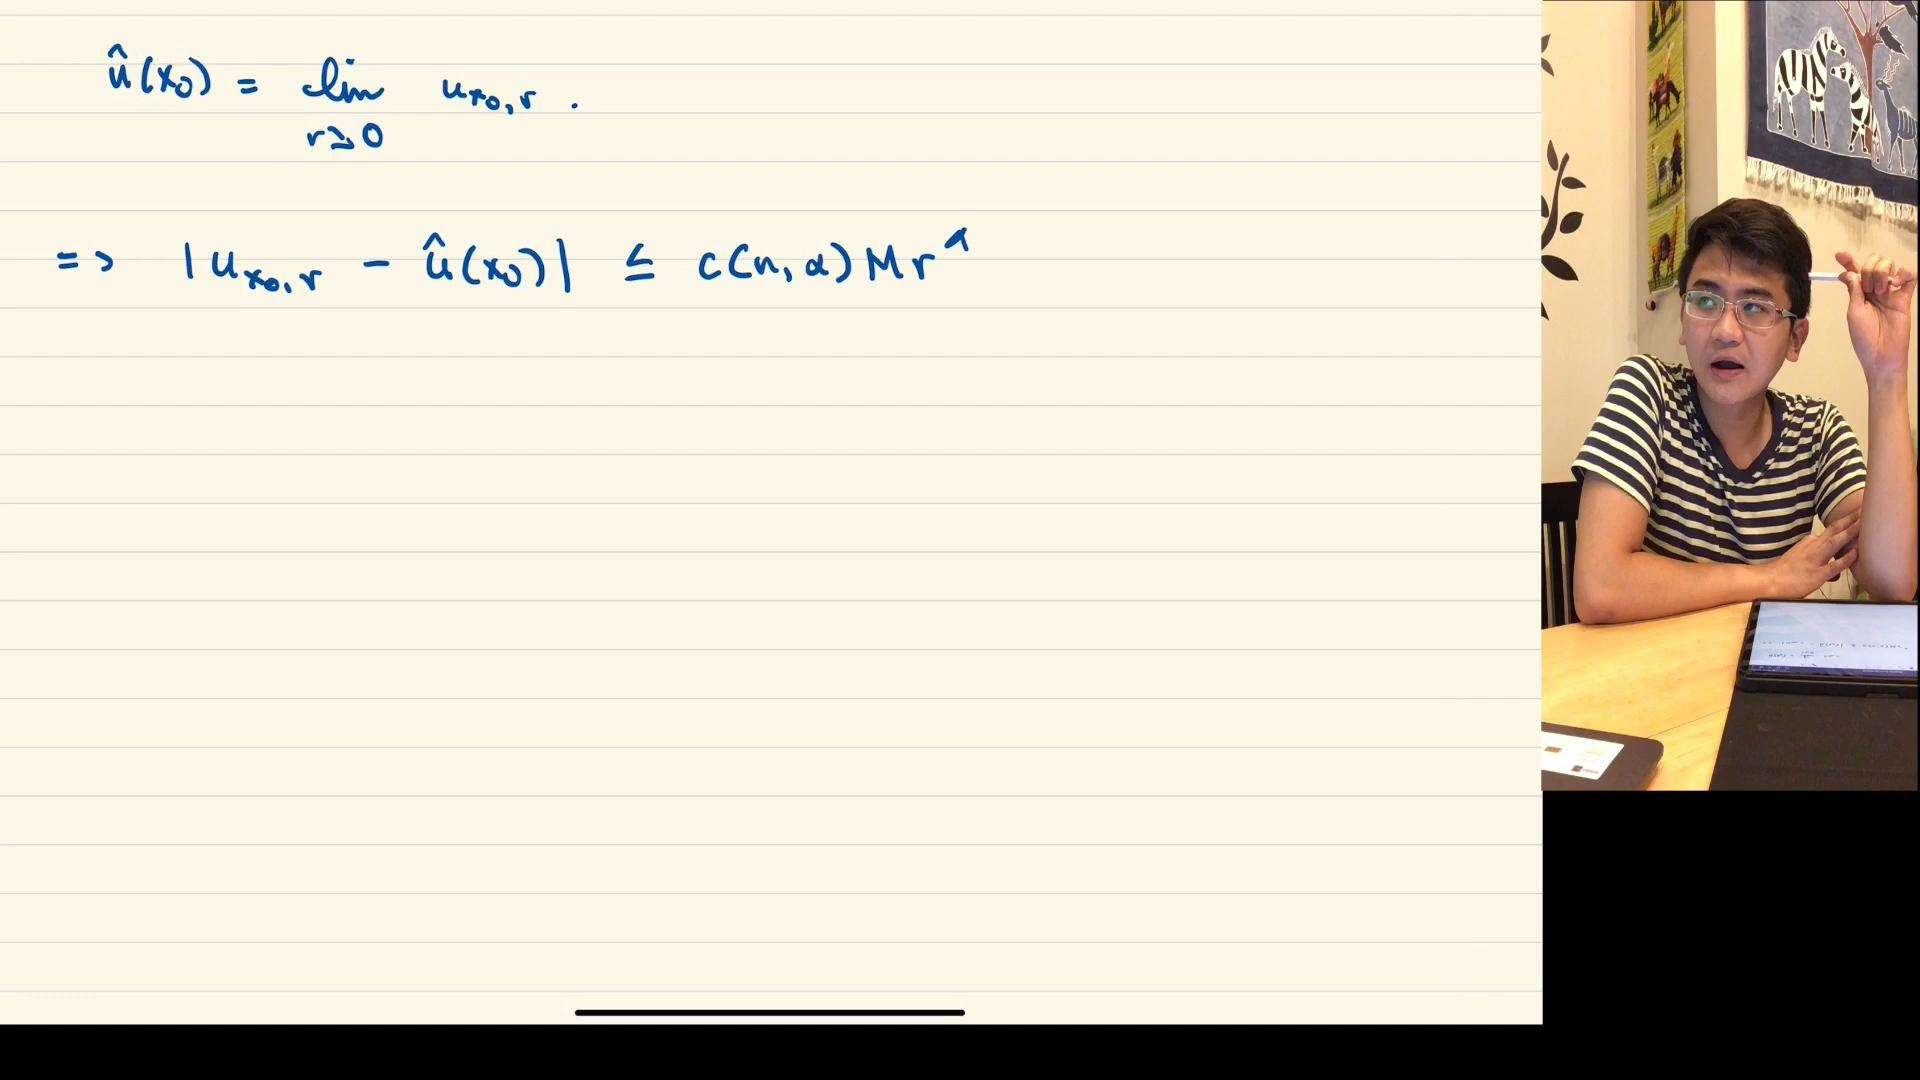 û(x₀) = lim u_{x₀,r} .
r↘0
=> |u_{x₀,r} − û(x₀)| ≤ c(n,α) M r^α